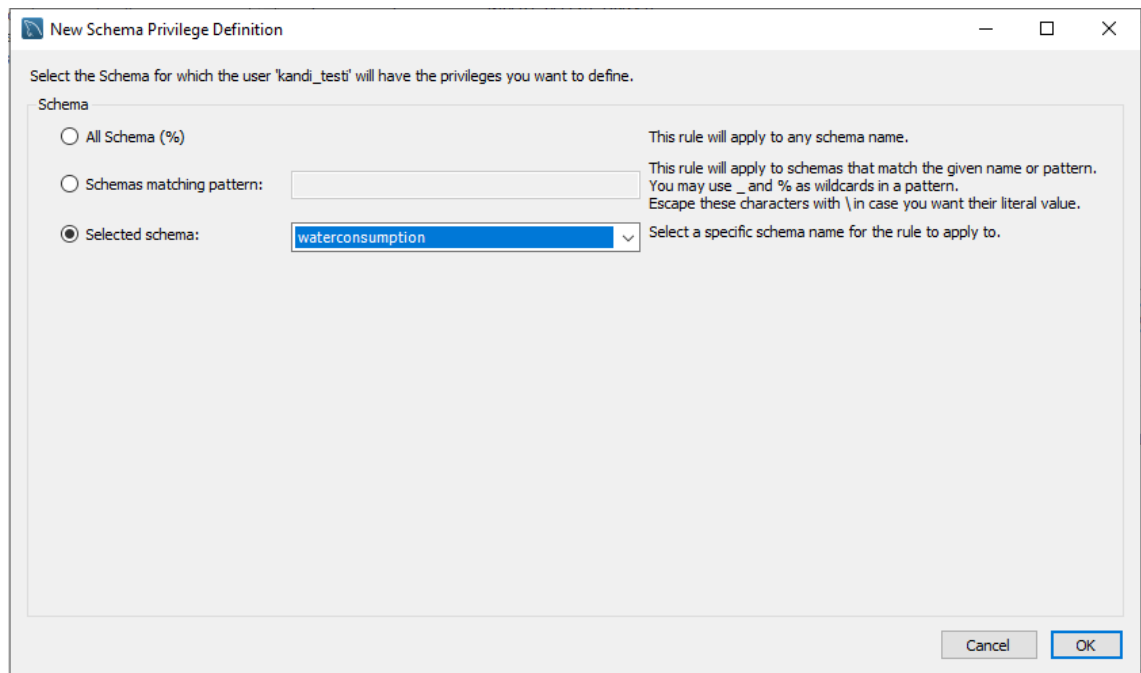 New Schema Privilege Definition
Select the Schema for which the user 'kandi_testi' will have the privileges you want to define.
Schema
All Schema (%)
This rule will apply to any schema name.
Schemas matching pattern:
This rule will apply to schemas that match the given name or pattern.
You may use _ and % as wildcards in a pattern.
Escape these characters with \ in case you want their literal value.
Selected schema:
waterconsumption
Select a specific schema name for the rule to apply to.
Cancel
OK